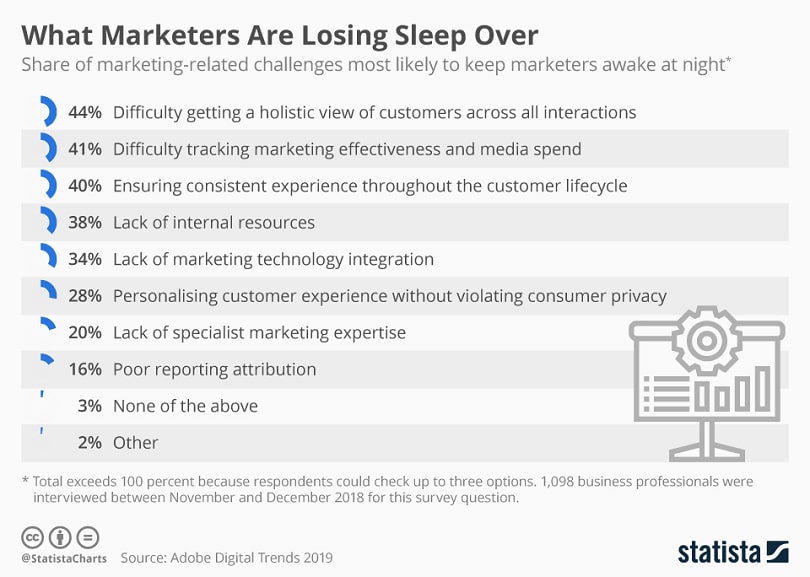 What Marketers Are Losing Sleep Over
Share of marketing-related challenges most likely to keep marketers awake at night*
44% Difficulty getting a holistic view of customers across all interactions
41% Difficulty tracking marketing effectiveness and media spend
40% Ensuring consistent experience throughout the customer lifecycle
38% Lack of internal resources
34% Lack of marketing technology integration
28% Personalising customer experience without violating consumer privacy
20% Lack of specialist marketing expertise
16% Poor reporting attribution
3% None of the above
2% Other
* Total exceeds 100 percent because respondents could check up to three options. 1,098 business professionals were
interviewed between November and December 2018 for this survey question.
cc
@StatistaCharts Source: Adobe Digital Trends 2019
statista